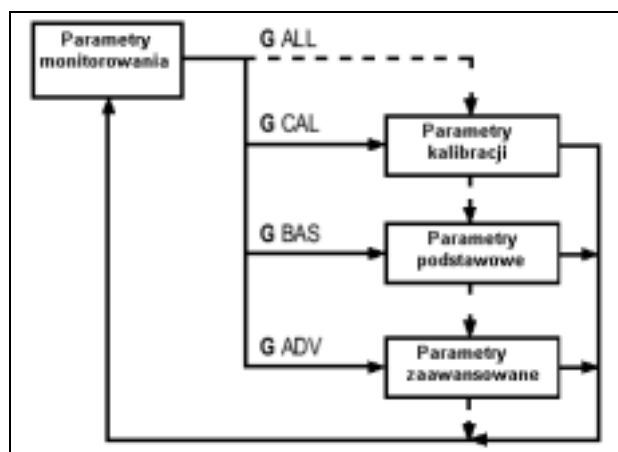 Parametry
monitorowania
G ALL
G CAL
Parametry
kalibracji
G BAS
Parametry
podstawowe
G ADV
Parametry
zaawansowane